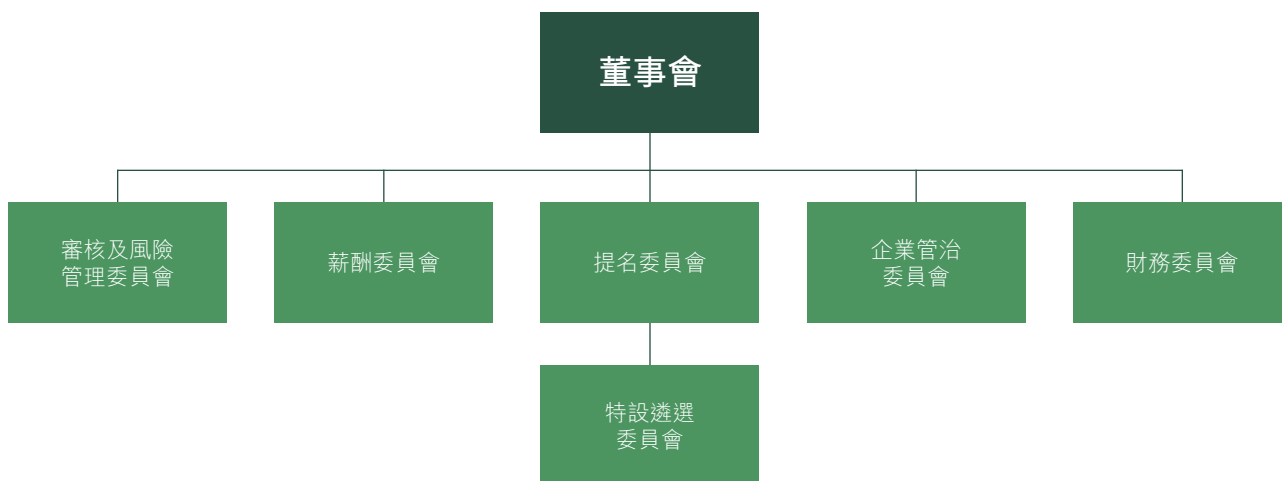 董事會
審核及風險
管理委員會
薪酬委員會
提名委員會
企業管治
委員會
財務委員會
特設遴選
委員會